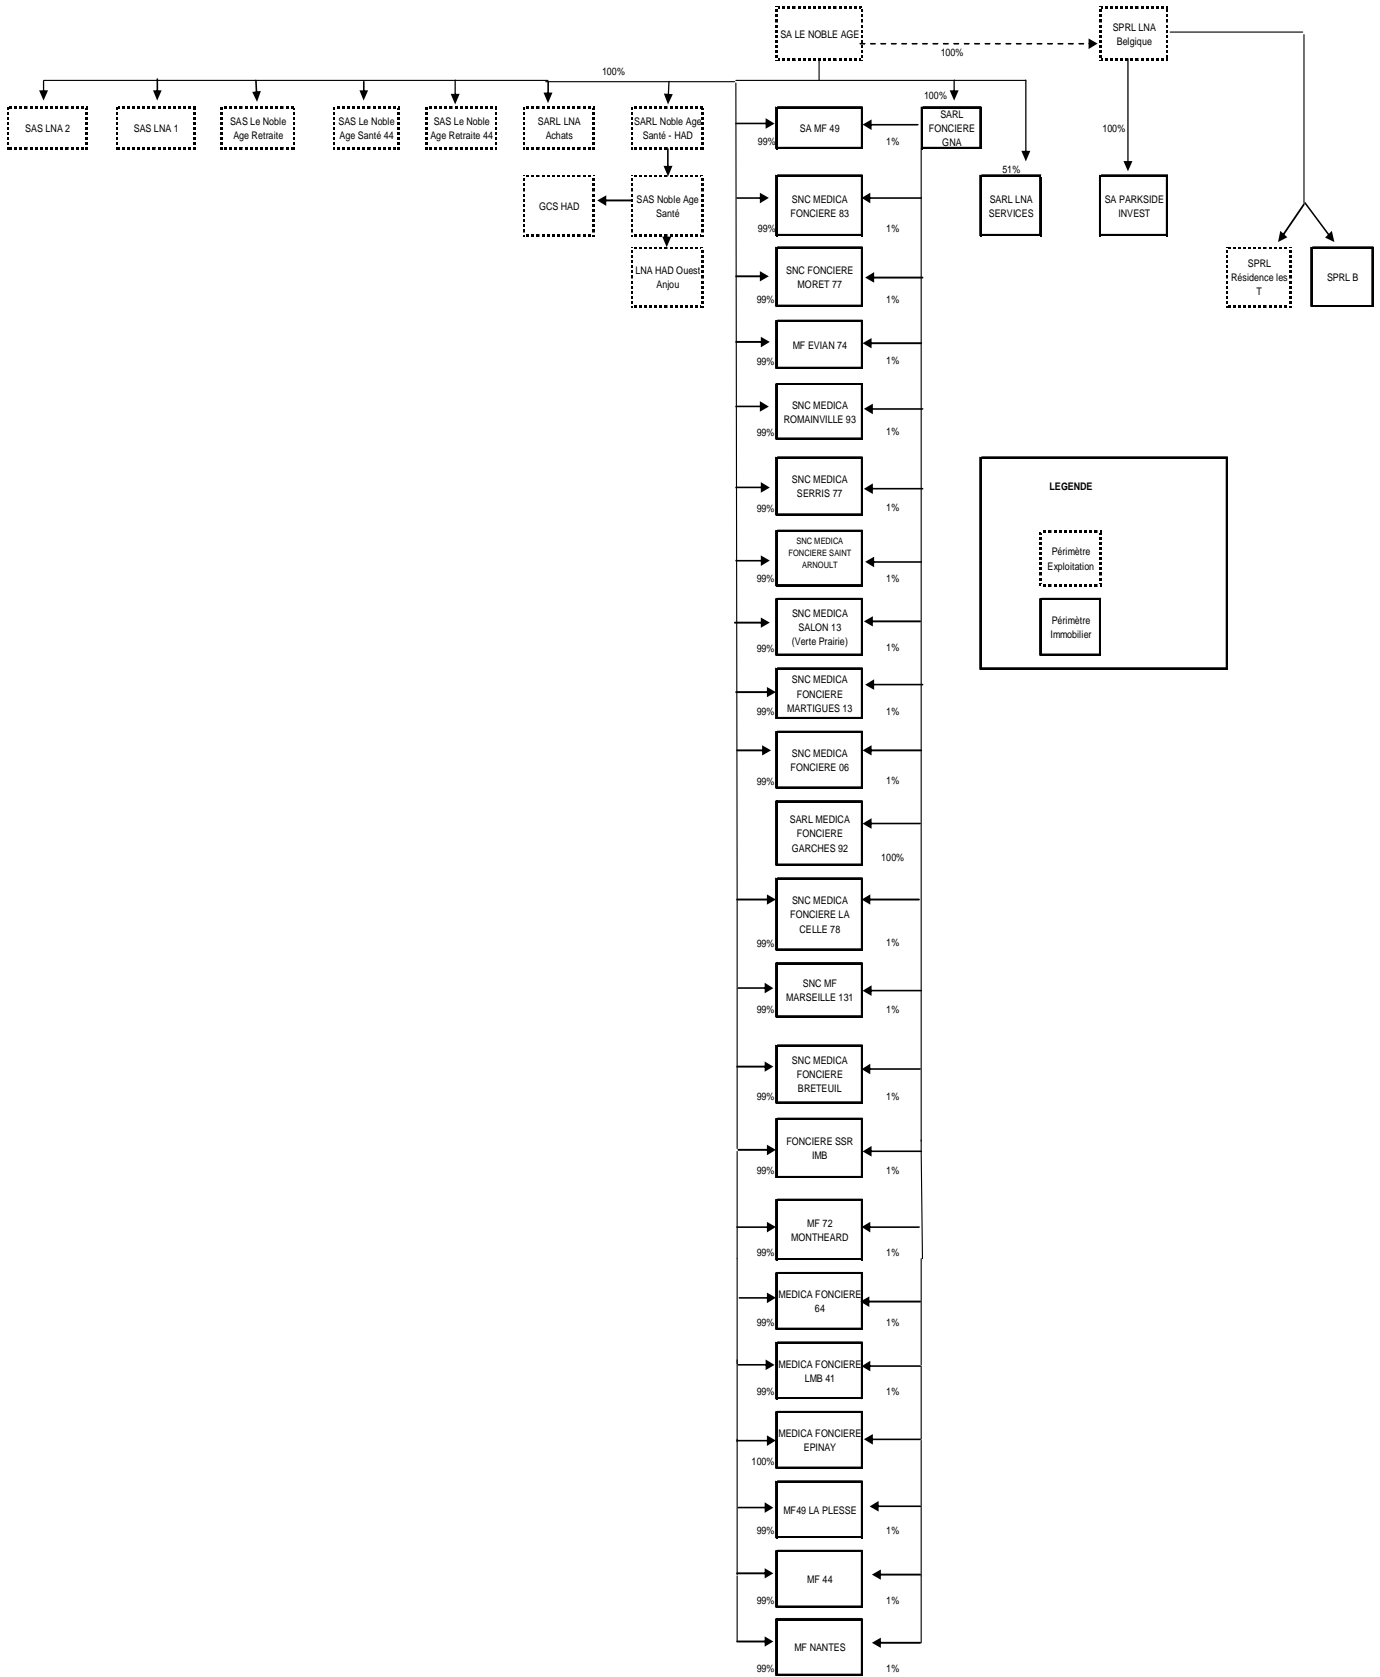 SA LE NOBLE AGE
SPRL LNA
Belgique
100%
100%
SAS LNA 2
SAS LNA 1
SAS Le Noble
Age Retraite
SAS Le Noble
Age Santé 44
SAS Le Noble
Age Retraite 44
SARL LNA
Achats
SARL Noble Age
Santé - HAD
99%
SA MF 49
1%
100%
SARL
FONCIERE
GNA
100%
GCS HAD
SAS Noble Age
Santé
LNA HAD Ouest
Anjou
51%
SARL LNA
SERVICES
SA PARKSIDE
INVEST
SPRL
Résidence les
T
SPRL B
SNC MEDICA
FONCIERE 83
99%
1%
SNC FONCIERE
MORET 77
99%
1%
MF EVIAN 74
99%
1%
SNC MEDICA
ROMAINVILLE 93
99%
1%
SNC MEDICA
SERRIS 77
99%
1%
SNC MEDICA
FONCIERE SAINT
ARNOULT
99%
1%
SNC MEDICA
SALON 13
(Verte Prairie)
99%
1%
SNC MEDICA
FONCIERE
MARTIGUES 13
99%
1%
SNC MEDICA
FONCIERE 06
99%
1%
SARL MEDICA
FONCIERE
GARCHES 92
100%
SNC MEDICA
FONCIERE LA
CELLE 78
99%
1%
SNC MF
MARSEILLE 131
99%
1%
SNC MEDICA
FONCIERE
BRETEUIL
99%
1%
FONCIERE SSR
IMB
99%
1%
MF 72
MONTHEARD
99%
1%
MEDICA FONCIERE
64
99%
1%
MEDICA FONCIERE
LMB 41
99%
1%
MEDICA FONCIERE
EPINAY
100%
MF49 LA PLESSE
99%
1%
MF 44
99%
1%
MF NANTES
99%
1%
LEGENDE
Périmètre
Exploitation
Périmètre
Immobilier